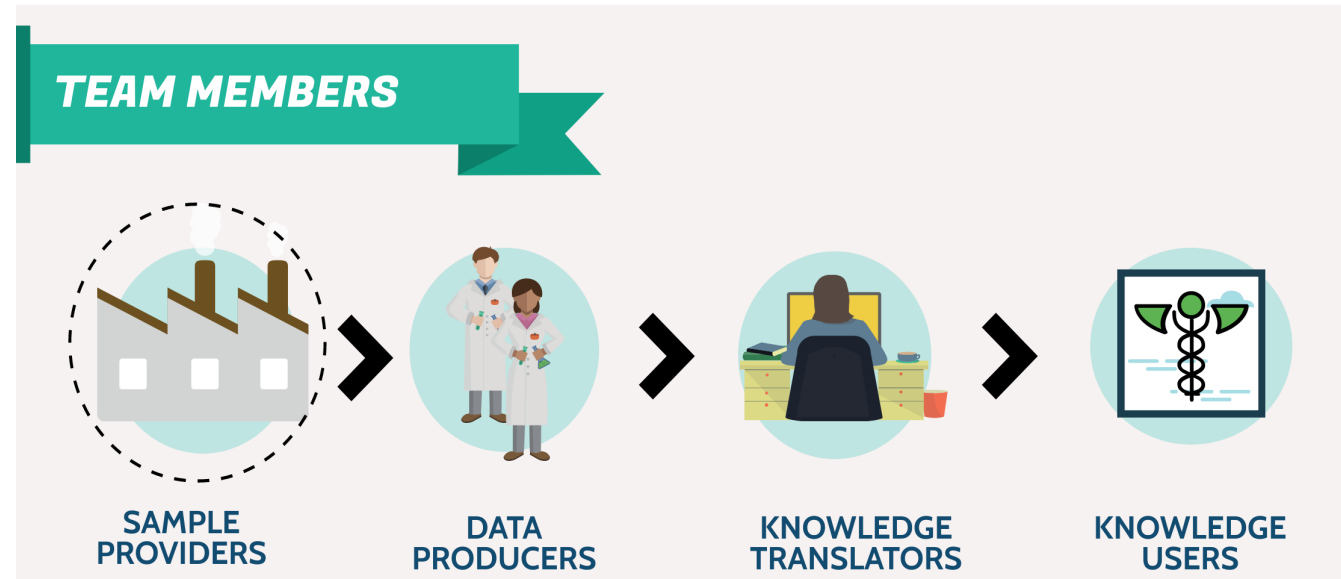 TEAM MEMBERS
SAMPLE
PROVIDERS
DATA
PRODUCERS
KNOWLEDGE
TRANSLATORS
KNOWLEDGE
USERS